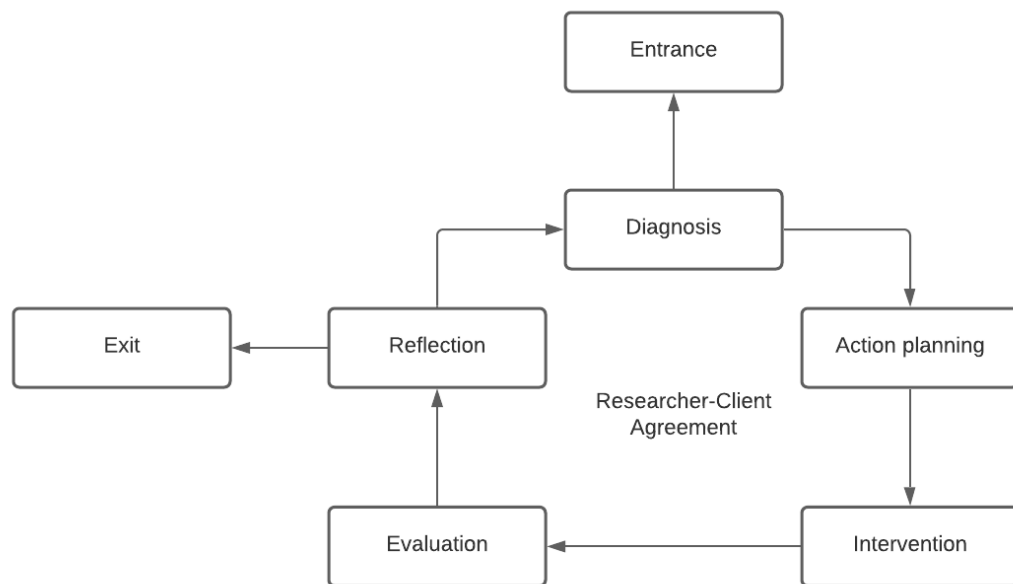 Entrance
Diagnosis
Exit
Reflection
Action planning
Researcher-Client
Agreement
Evaluation
Intervention